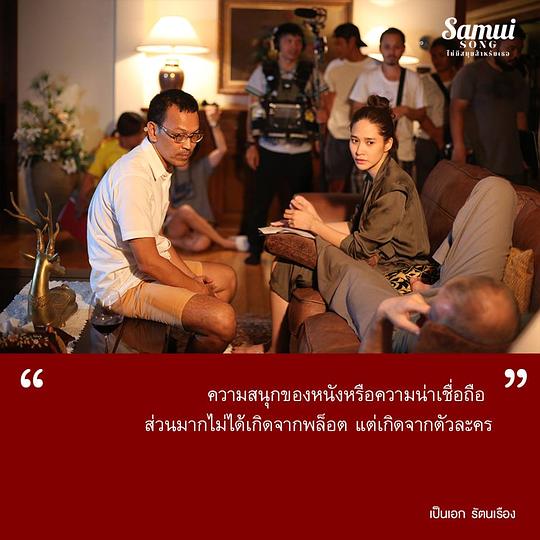 Samui
SONG
ไม่มีสมุยสำหรับเธอ
“ ”
ความสนุกของหนังหรือความน่าเชื่อถือ
ส่วนมากไม่ได้เกิดจากพล็อต แต่เกิดจากตัวละคร
เป็นเอก รัตนเรือง